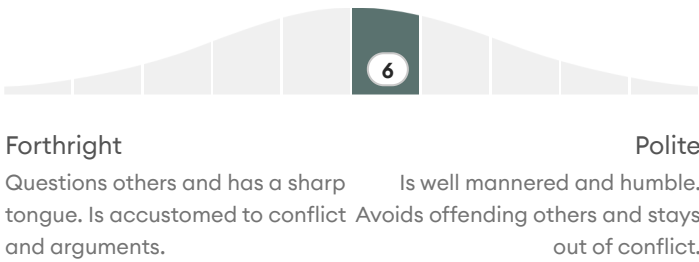 6
Forthright
Questions others and has a sharp
tongue. Is accustomed to conflict
and arguments.
Polite
Is well mannered and humble.
Avoids offending others and stays
out of conflict.